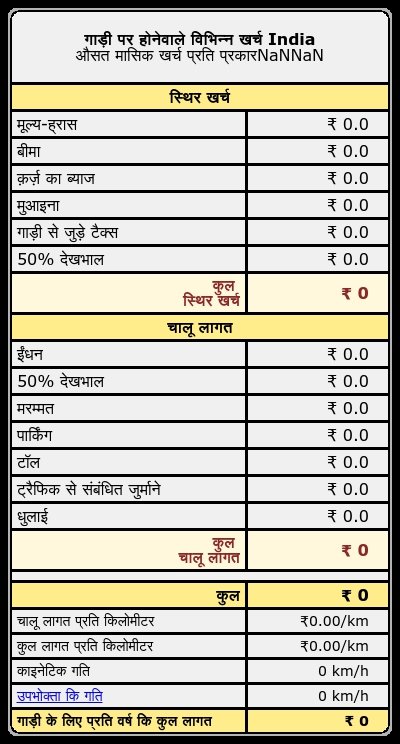 गाड़ी पर होनेवाले विभिन्न खर्च India
औसत मासिक खर्च प्रति प्रकारNaNNaN
स्थिर खर्च
मूल्य-ह्रास ₹ 0.0
बीमा ₹ 0.0
क़र्ज़ का ब्याज ₹ 0.0
मुआइना ₹ 0.0
गाड़ी से जुड़े टैक्स ₹ 0.0
50% देखभाल ₹ 0.0
कुल
स्थिर खर्च ₹ 0
चालू लागत
ईंधन ₹ 0.0
50% देखभाल ₹ 0.0
मरम्मत ₹ 0.0
पार्किंग ₹ 0.0
टॉल ₹ 0.0
ट्रैफिक से संबंधित जुर्माने ₹ 0.0
धुलाई ₹ 0.0
कुल
चालू लागत ₹ 0
कुल ₹ 0
चालू लागत प्रति किलोमीटर ₹0.00/km
कुल लागत प्रति किलोमीटर ₹0.00/km
काइनेटिक गति 0 km/h
उपभोक्ता कि गति 0 km/h
गाड़ी के लिए प्रति वर्ष कि कुल लागत ₹ 0